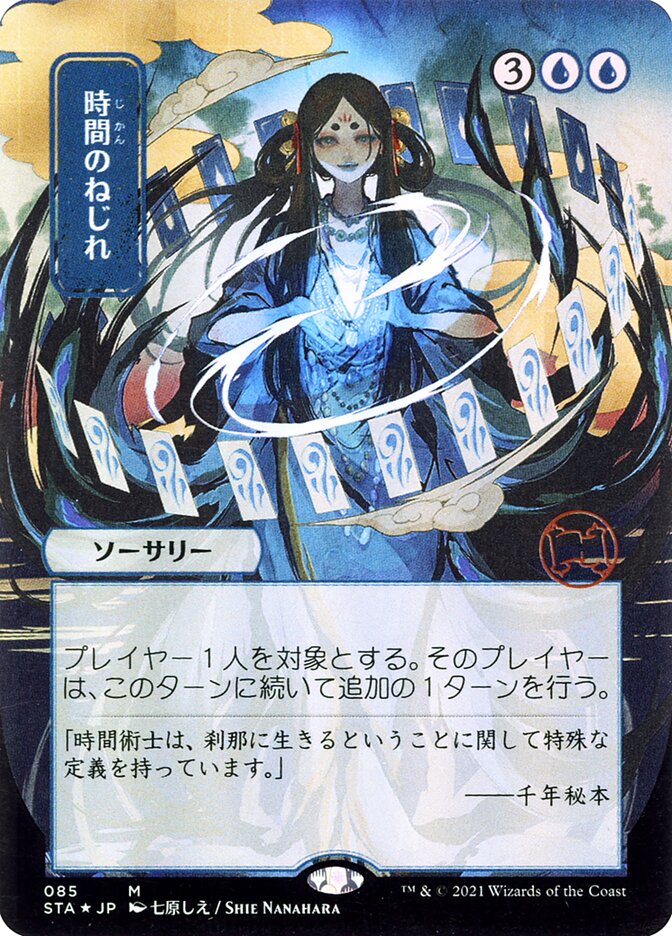 時間のねじれ
じかん
3
ソーサリー
プレイヤー１人を対象とする。そのプレイヤー
は、このターンに続いて追加の１ターンを行う。
「時間術士は、刹那に生きるということに関して特殊な
定義を持っています。」
——千年秘本
085 M
STA ★ JP 七原しえ / SHIE NANAHARA
™ & © 2021 Wizards of the Coast